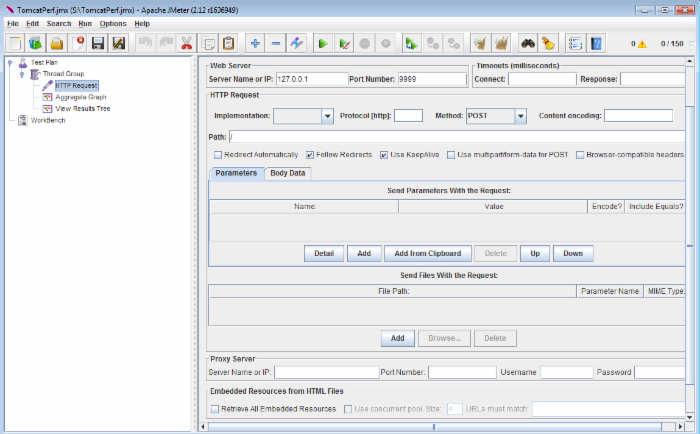 TomcatPerf.jmx (S:\TomcatPerf.jmx) - Apache JMeter (2.12 r1636949)
File Edit Search Run Options Help
0 0 / 150
Test Plan
Thread Group
HTTP Request
Aggregate Graph
View Results Tree
WorkBench
Web Server
Server Name or IP: 127.0.0.1 Port Number: 9999
Timeouts (milliseconds)
Connect: Response:
HTTP Request
Implementation: Protocol [http]: Method: POST Content encoding:
Path: /
Redirect Automatically Follow Redirects Use KeepAlive Use multipart/form-data for POST Browser-compatible headers
Parameters Body Data
Send Parameters With the Request:
Name: Value Encode? Include Equals?
Detail Add Add from Clipboard Delete Up Down
Send Files With the Request:
File Path: Parameter Name: MIME Type:
Add Browse... Delete
Proxy Server
Server Name or IP: Port Number: Username Password
Embedded Resources from HTML Files
Retrieve All Embedded Resources Use concurrent pool. Size: 4 URLs must match: